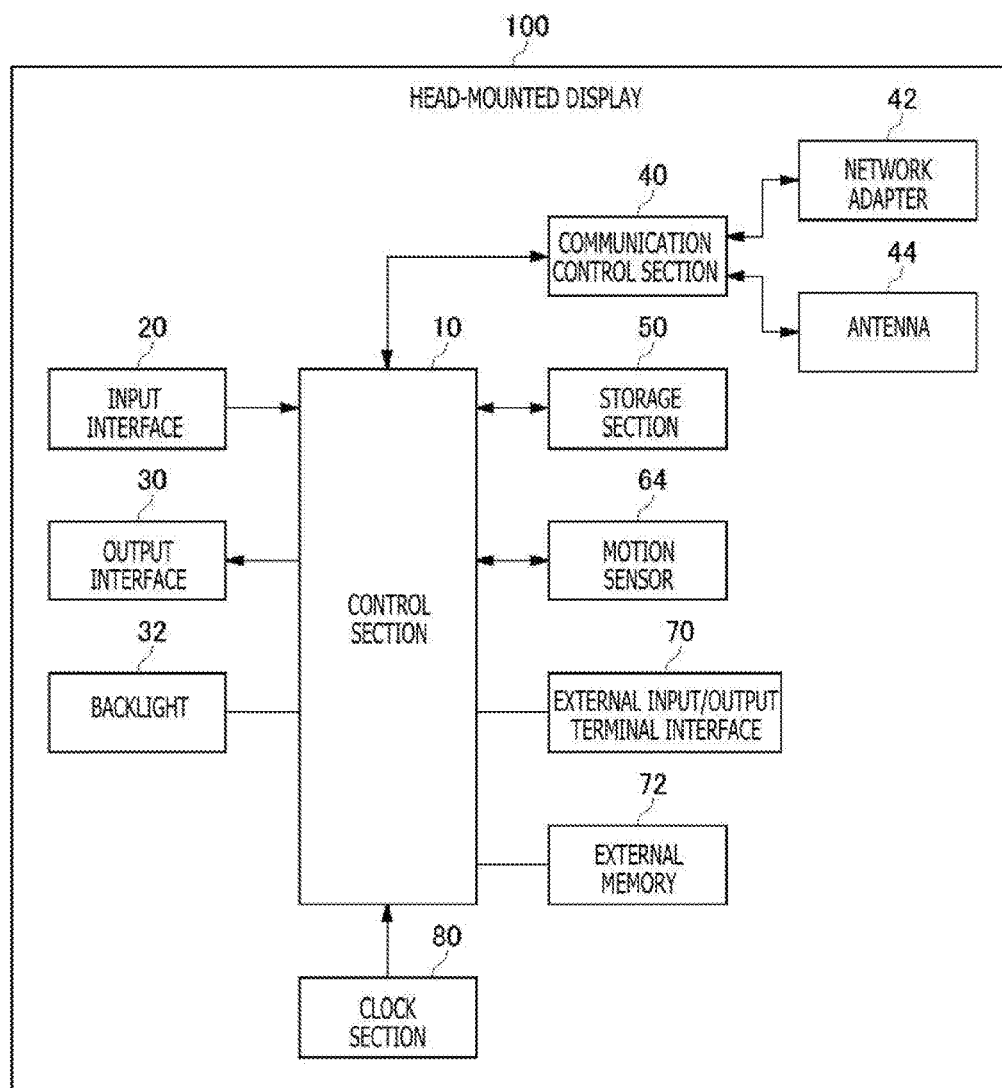 100
HEAD-MOUNTED DISPLAY
42
NETWORK
ADAPTER
40
COMMUNICATION
CONTROL SECTION
44
ANTENNA
20
INPUT
INTERFACE
10
CONTROL
SECTION
50
STORAGE
SECTION
30
OUTPUT
INTERFACE
64
MOTION
SENSOR
32
BACKLIGHT
70
EXTERNAL INPUT/OUTPUT
TERMINAL INTERFACE
72
EXTERNAL
MEMORY
80
CLOCK
SECTION